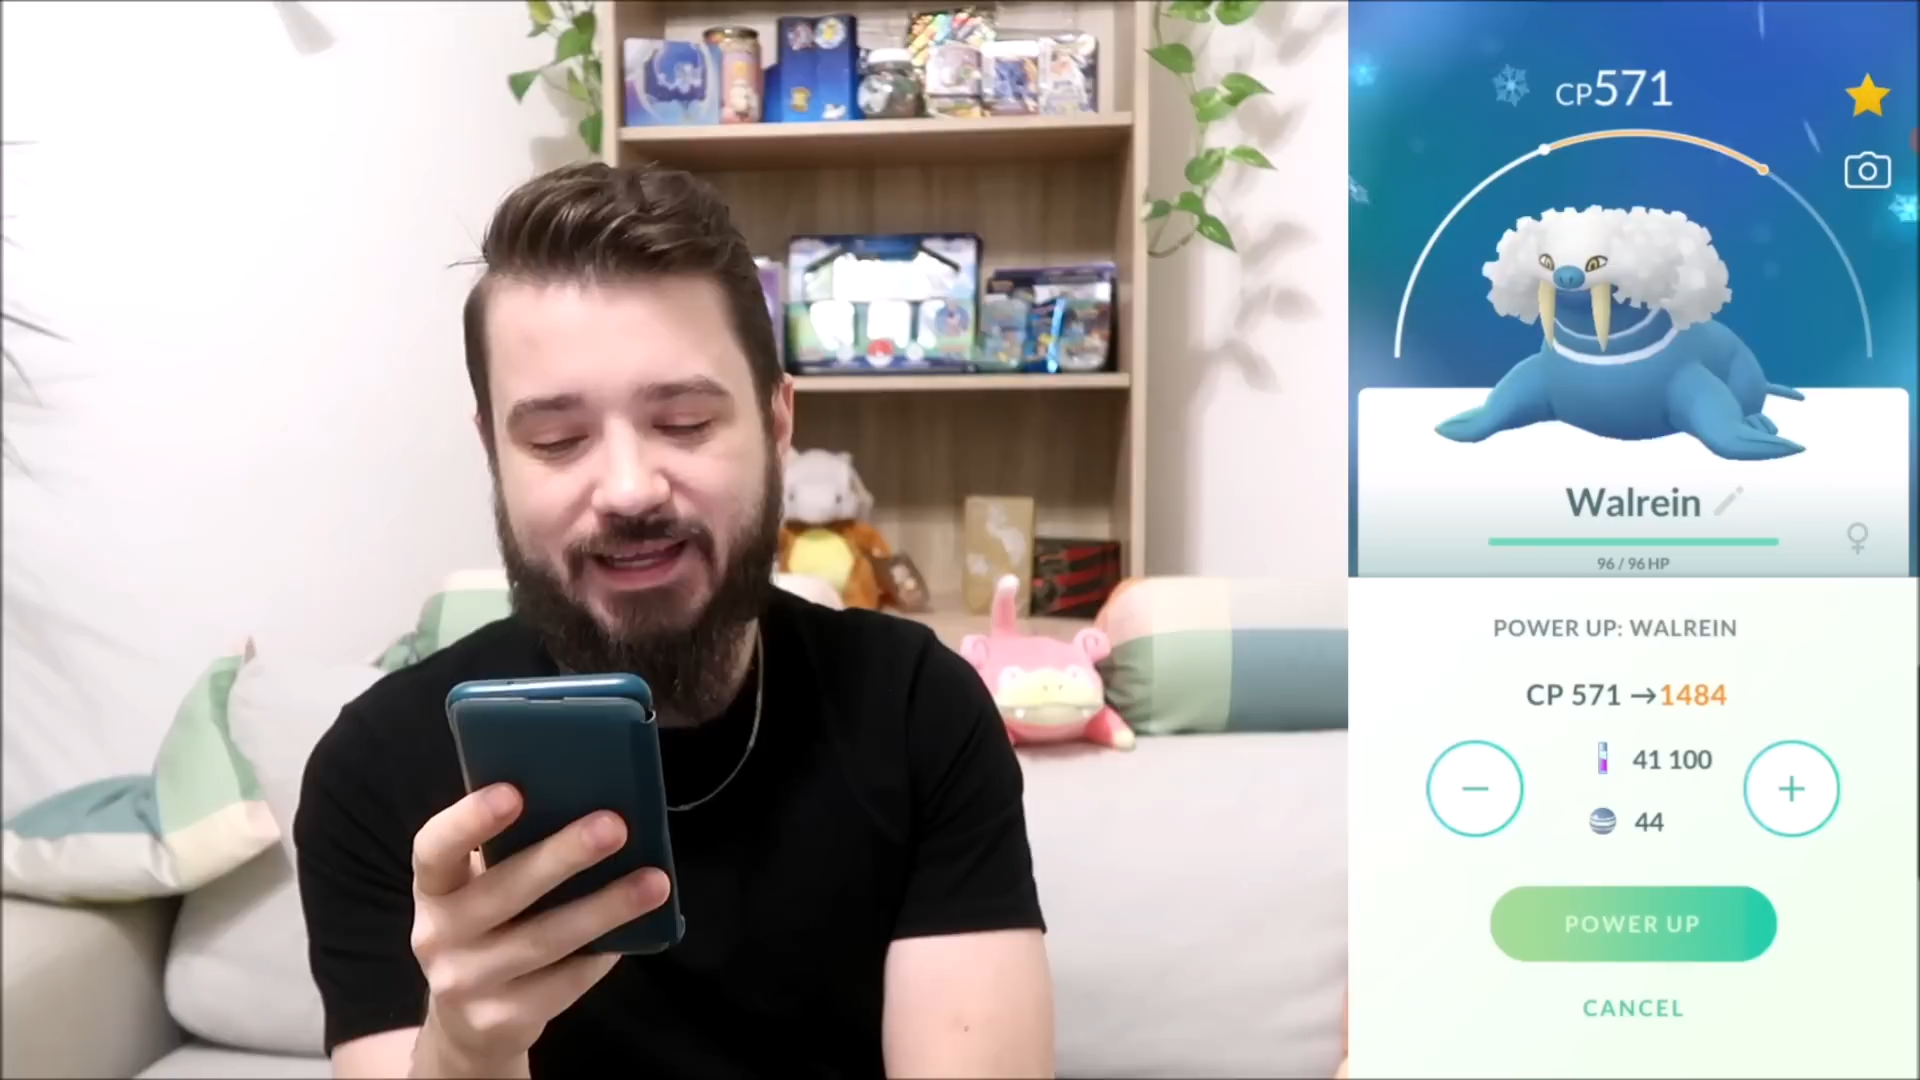 CP571
Walrein
96 / 96 HP
POWER UP: WALREIN
CP 571 →1484
41 100
44
POWER UP
CANCEL